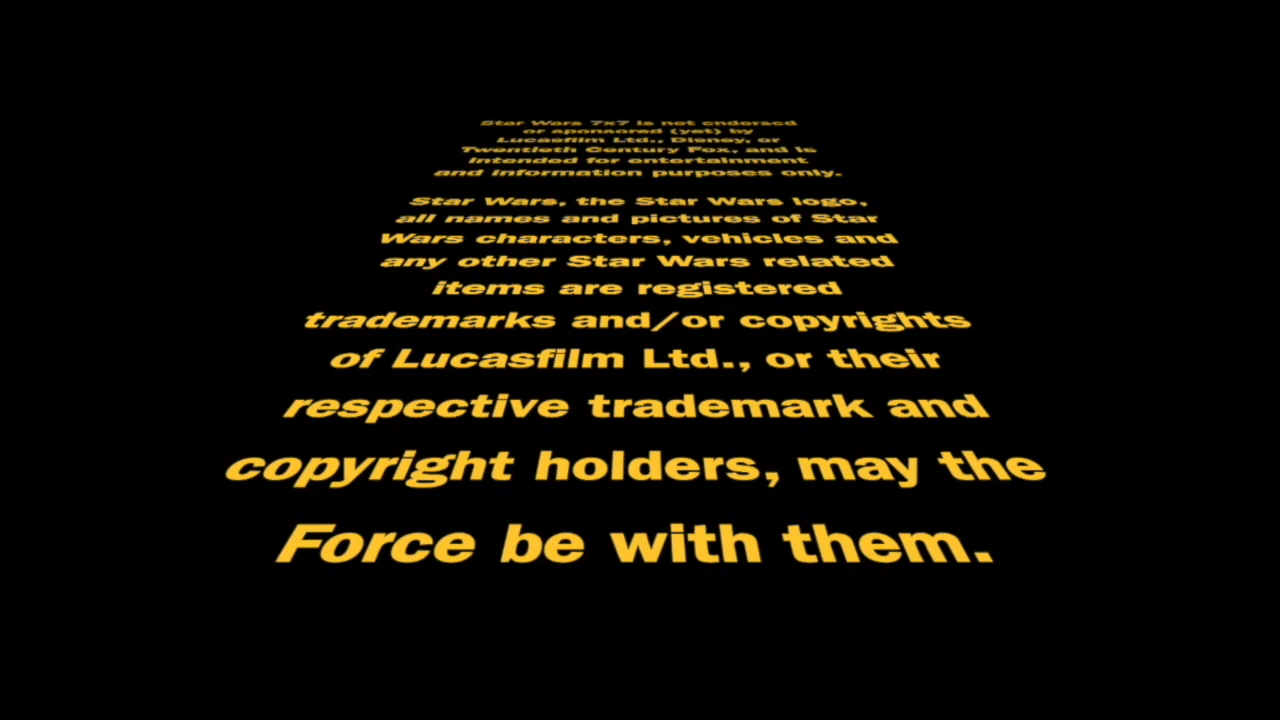 Star Wars 7x7 is not endorsed
or sponsored (yet) by
Lucasfilm Ltd., Disney, or
Twentieth Century Fox, and is
intended for entertainment
and information purposes only.
Star Wars, the Star Wars logo,
all names and pictures of Star
Wars characters, vehicles and
any other Star Wars related
items are registered
trademarks and/or copyrights
of Lucasfilm Ltd., or their
respective trademark and
copyright holders, may the
Force be with them.